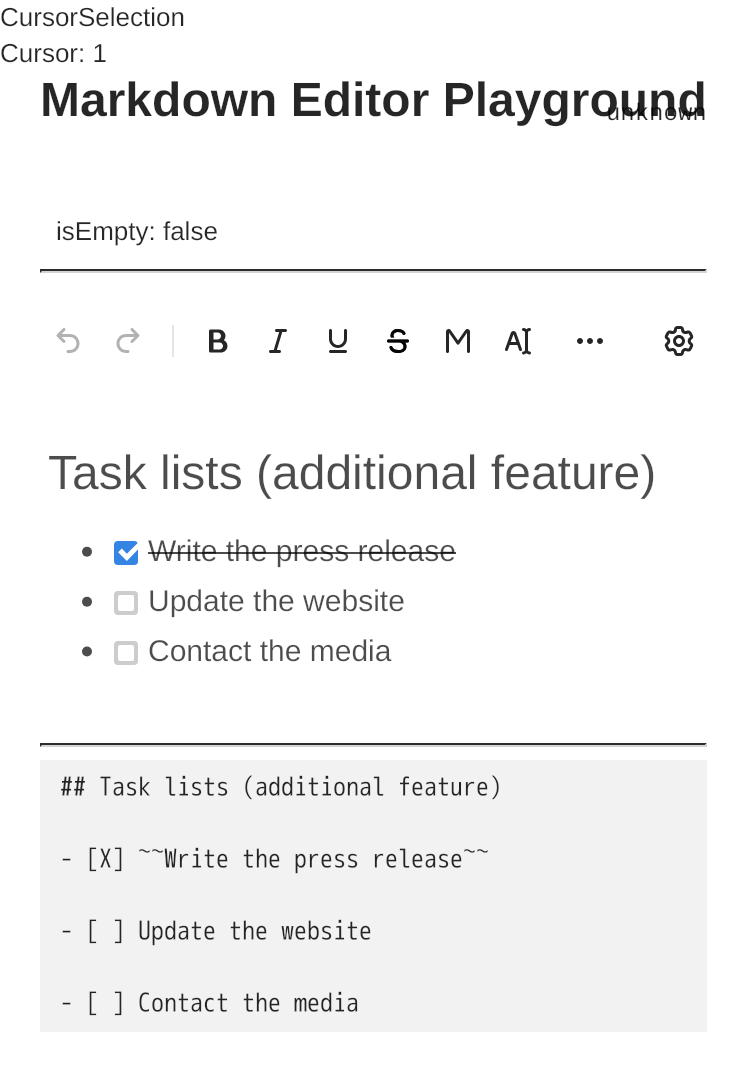 CursorSelection
Cursor: 1
Markdown Editor Playground
unknown
isEmpty: false
B I U S M A
Task lists (additional feature)
Write the press release
Update the website
Contact the media
## Task lists (additional feature)
- [X] ~~Write the press release~~
- [ ] Update the website
- [ ] Contact the media